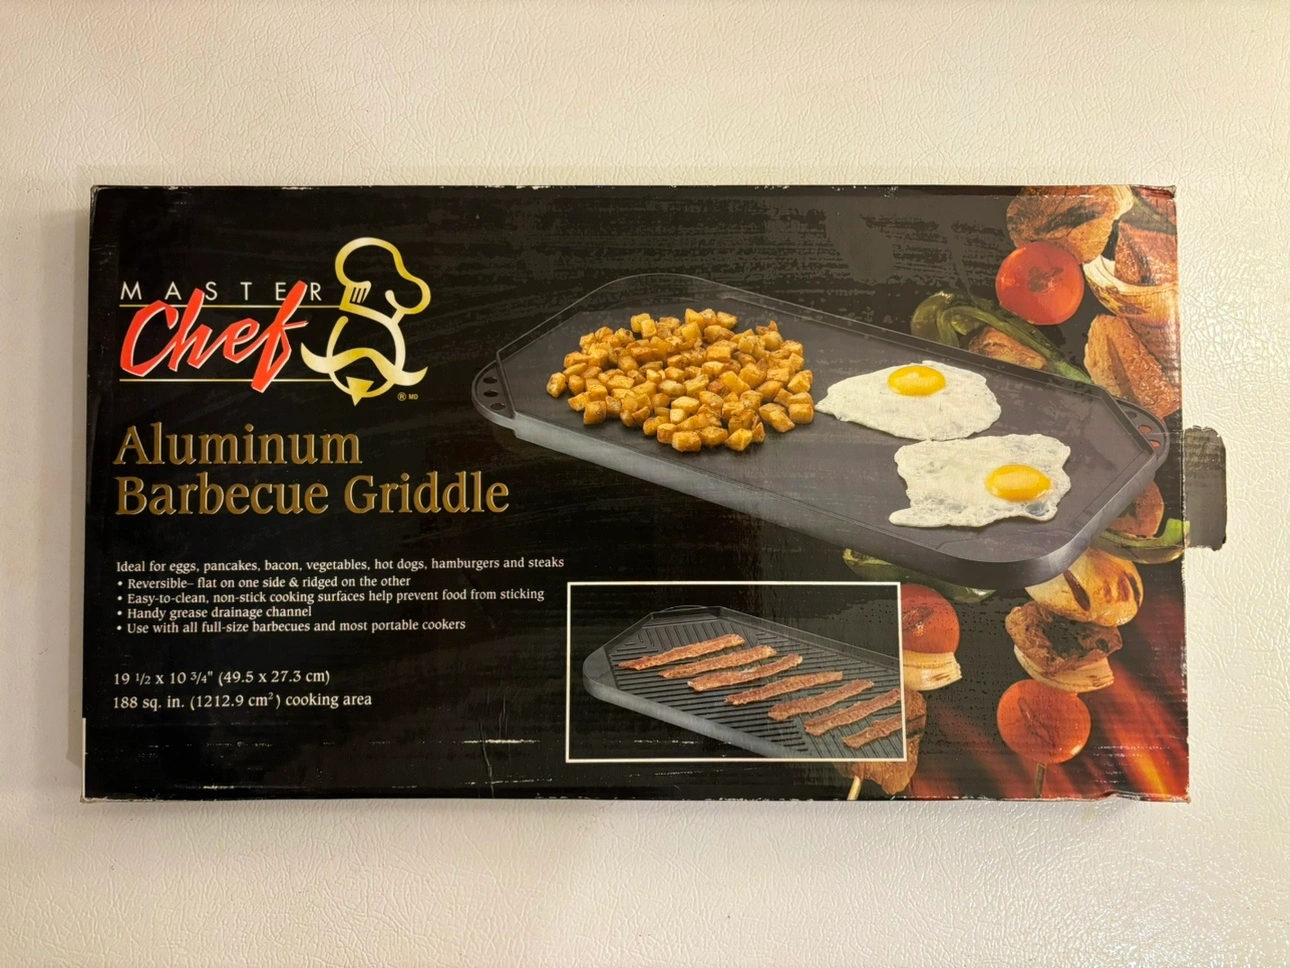 MASTER
Chef
® MD
Aluminum
Barbecue Griddle
Ideal for eggs, pancakes, bacon, vegetables, hot dogs, hamburgers and steaks
• Reversible– flat on one side & ridged on the other
• Easy-to-clean, non-stick cooking surfaces help prevent food from sticking
• Handy grease drainage channel
• Use with all full-size barbecues and most portable cookers
19 1/2 x 10 3/4" (49.5 x 27.3 cm)
188 sq. in. (1212.9 cm²) cooking area